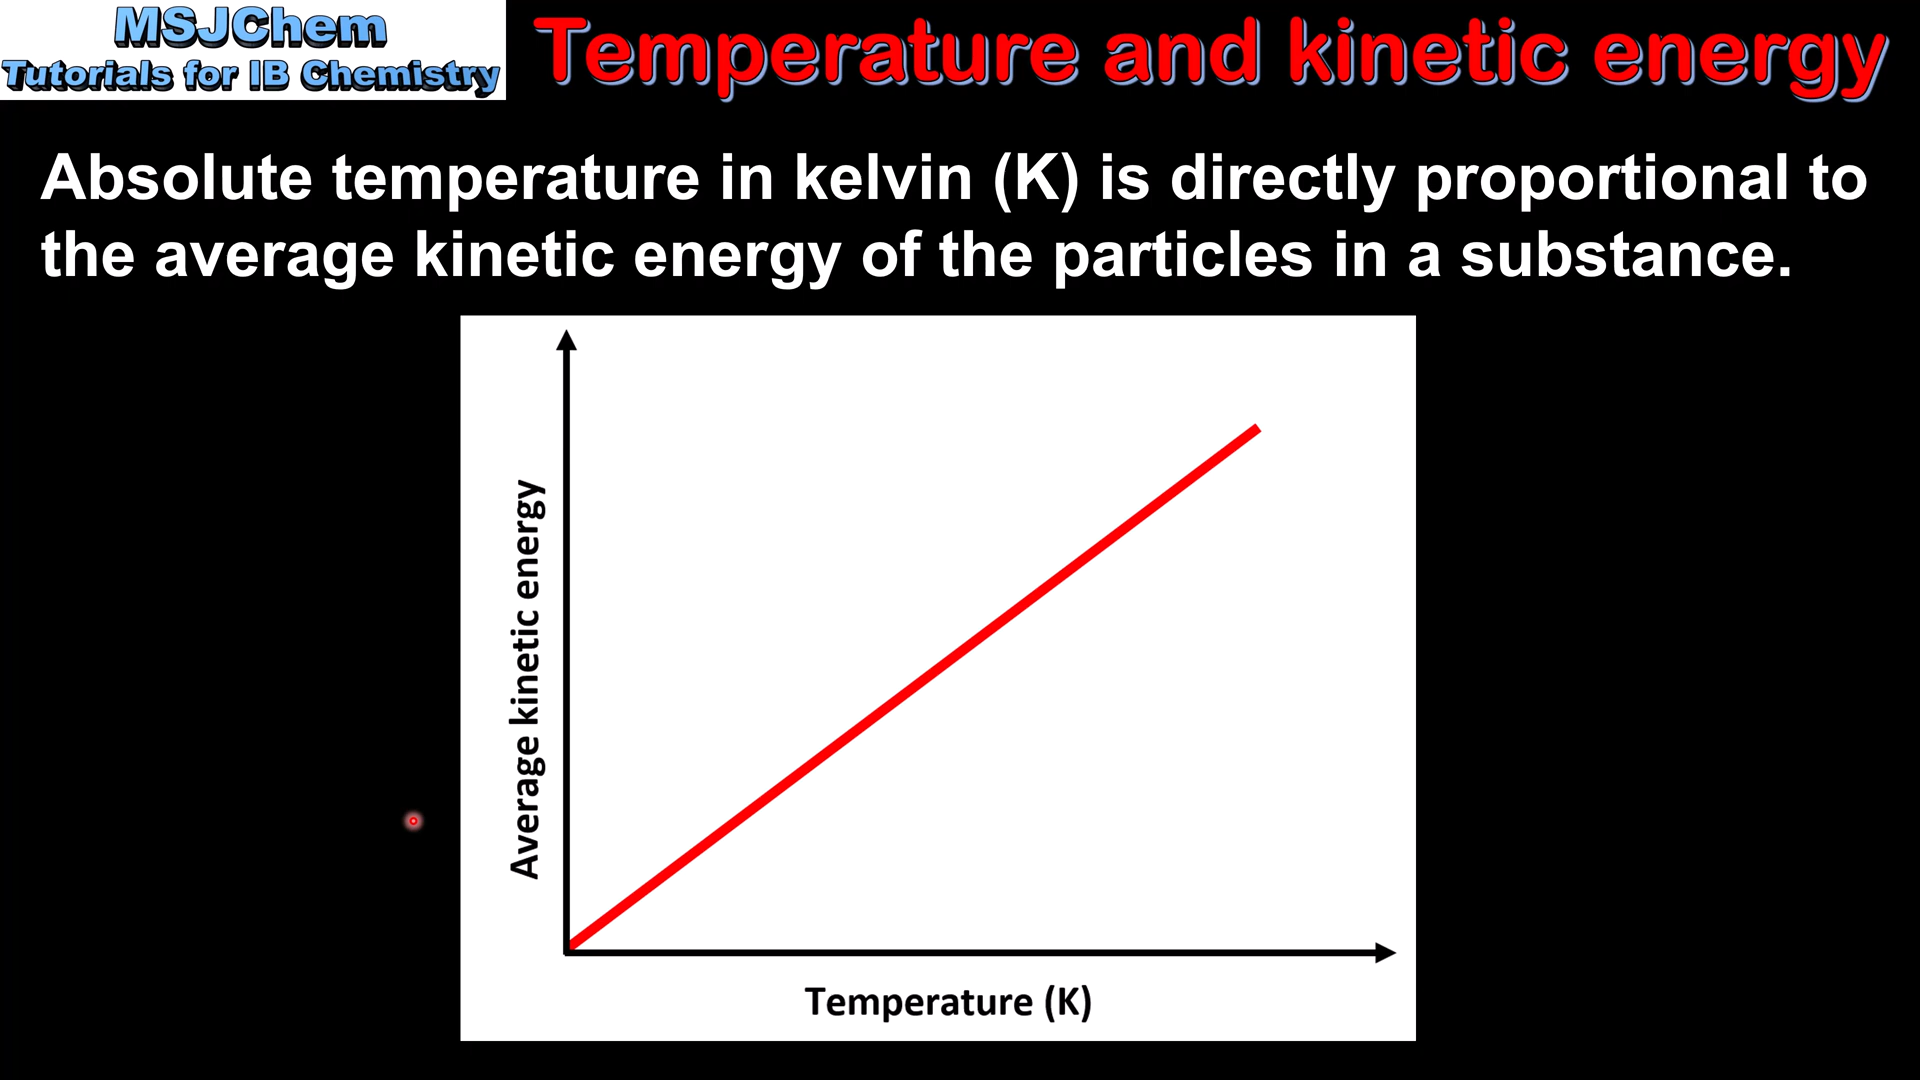 MSJChem
Tutorials for IB Chemistry
Temperature and kinetic energy
Absolute temperature in kelvin (K) is directly proportional to
the average kinetic energy of the particles in a substance.
Average kinetic energy
Temperature (K)